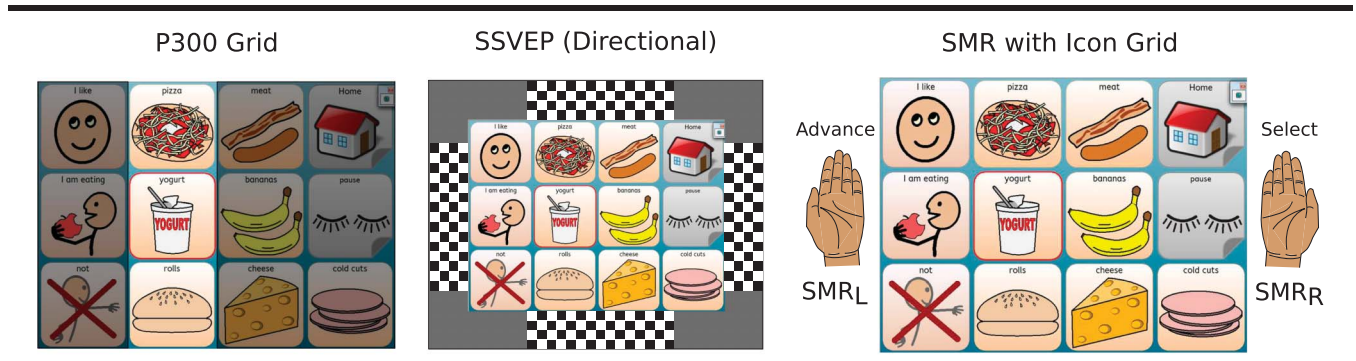 P300 Grid
I like
pizza
meat
Home
I am eating
yogurt
YOGURT
bananas
pause
not
rolls
cheese
cold cuts
SSVEP (Directional)
I like
pizza
meat
Home
I am eating
yogurt
YOGURT
bananas
pause
not
rolls
cheese
cold cuts
SMR with Icon Grid
Advance
SMRL
I like
pizza
meat
Home
I am eating
yogurt
YOGURT
bananas
pause
not
rolls
cheese
cold cuts
Select
SMRR